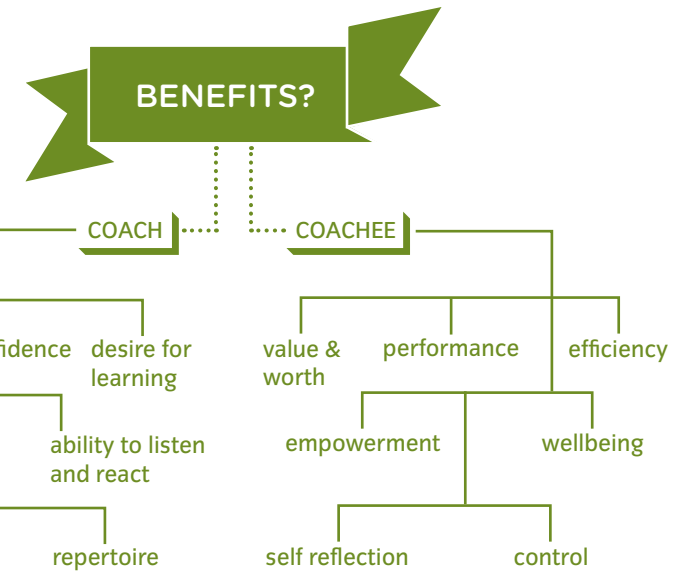 BENEFITS?
COACH
COACHEE
desire for
learning
value &
worth
performance
efficiency
ability to listen
and react
empowerment
wellbeing
repertoire
self reflection
control